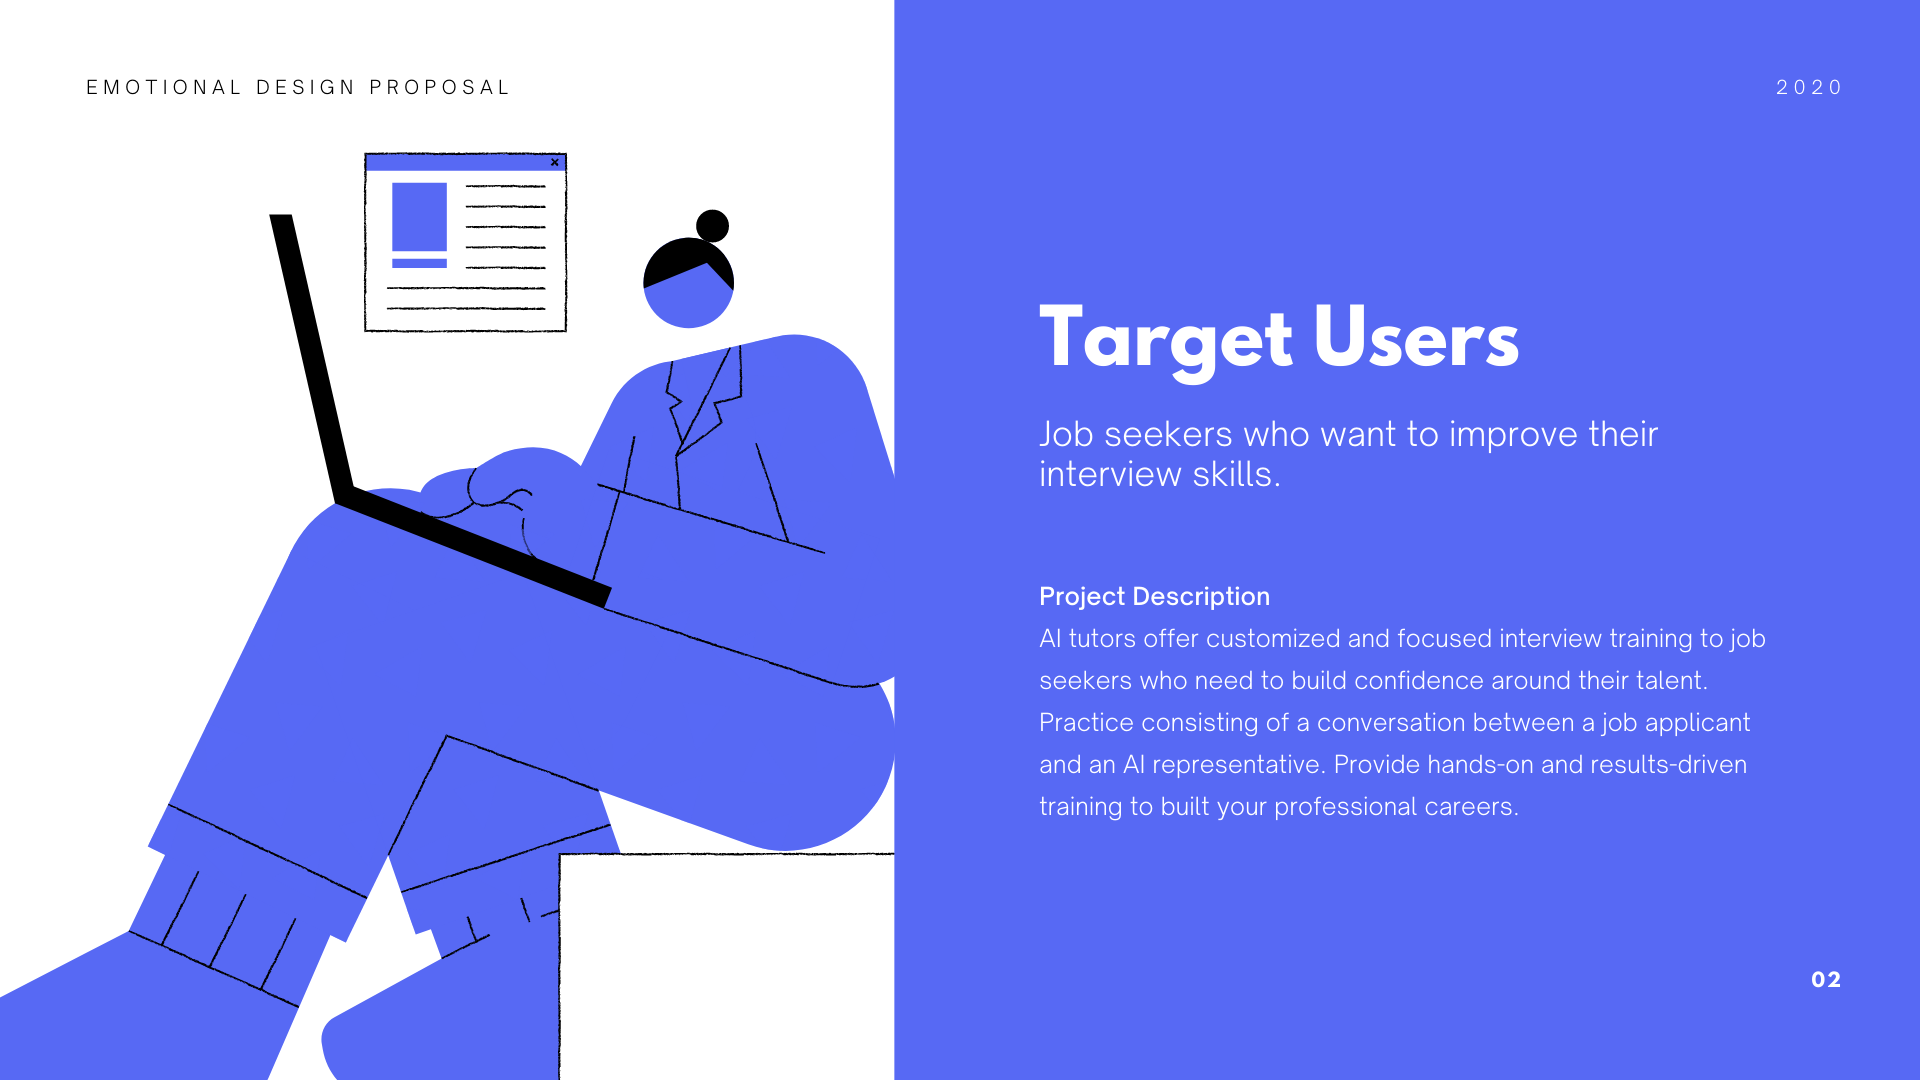 EMOTIONAL DESIGN PROPOSAL
2020
Target Users
Job seekers who want to improve their
interview skills.
Project Description
AI tutors offer customized and focused interview training to job
seekers who need to build confidence around their talent.
Practice consisting of a conversation between a job applicant
and an AI representative. Provide hands-on and results-driven
training to built your professional careers.
02